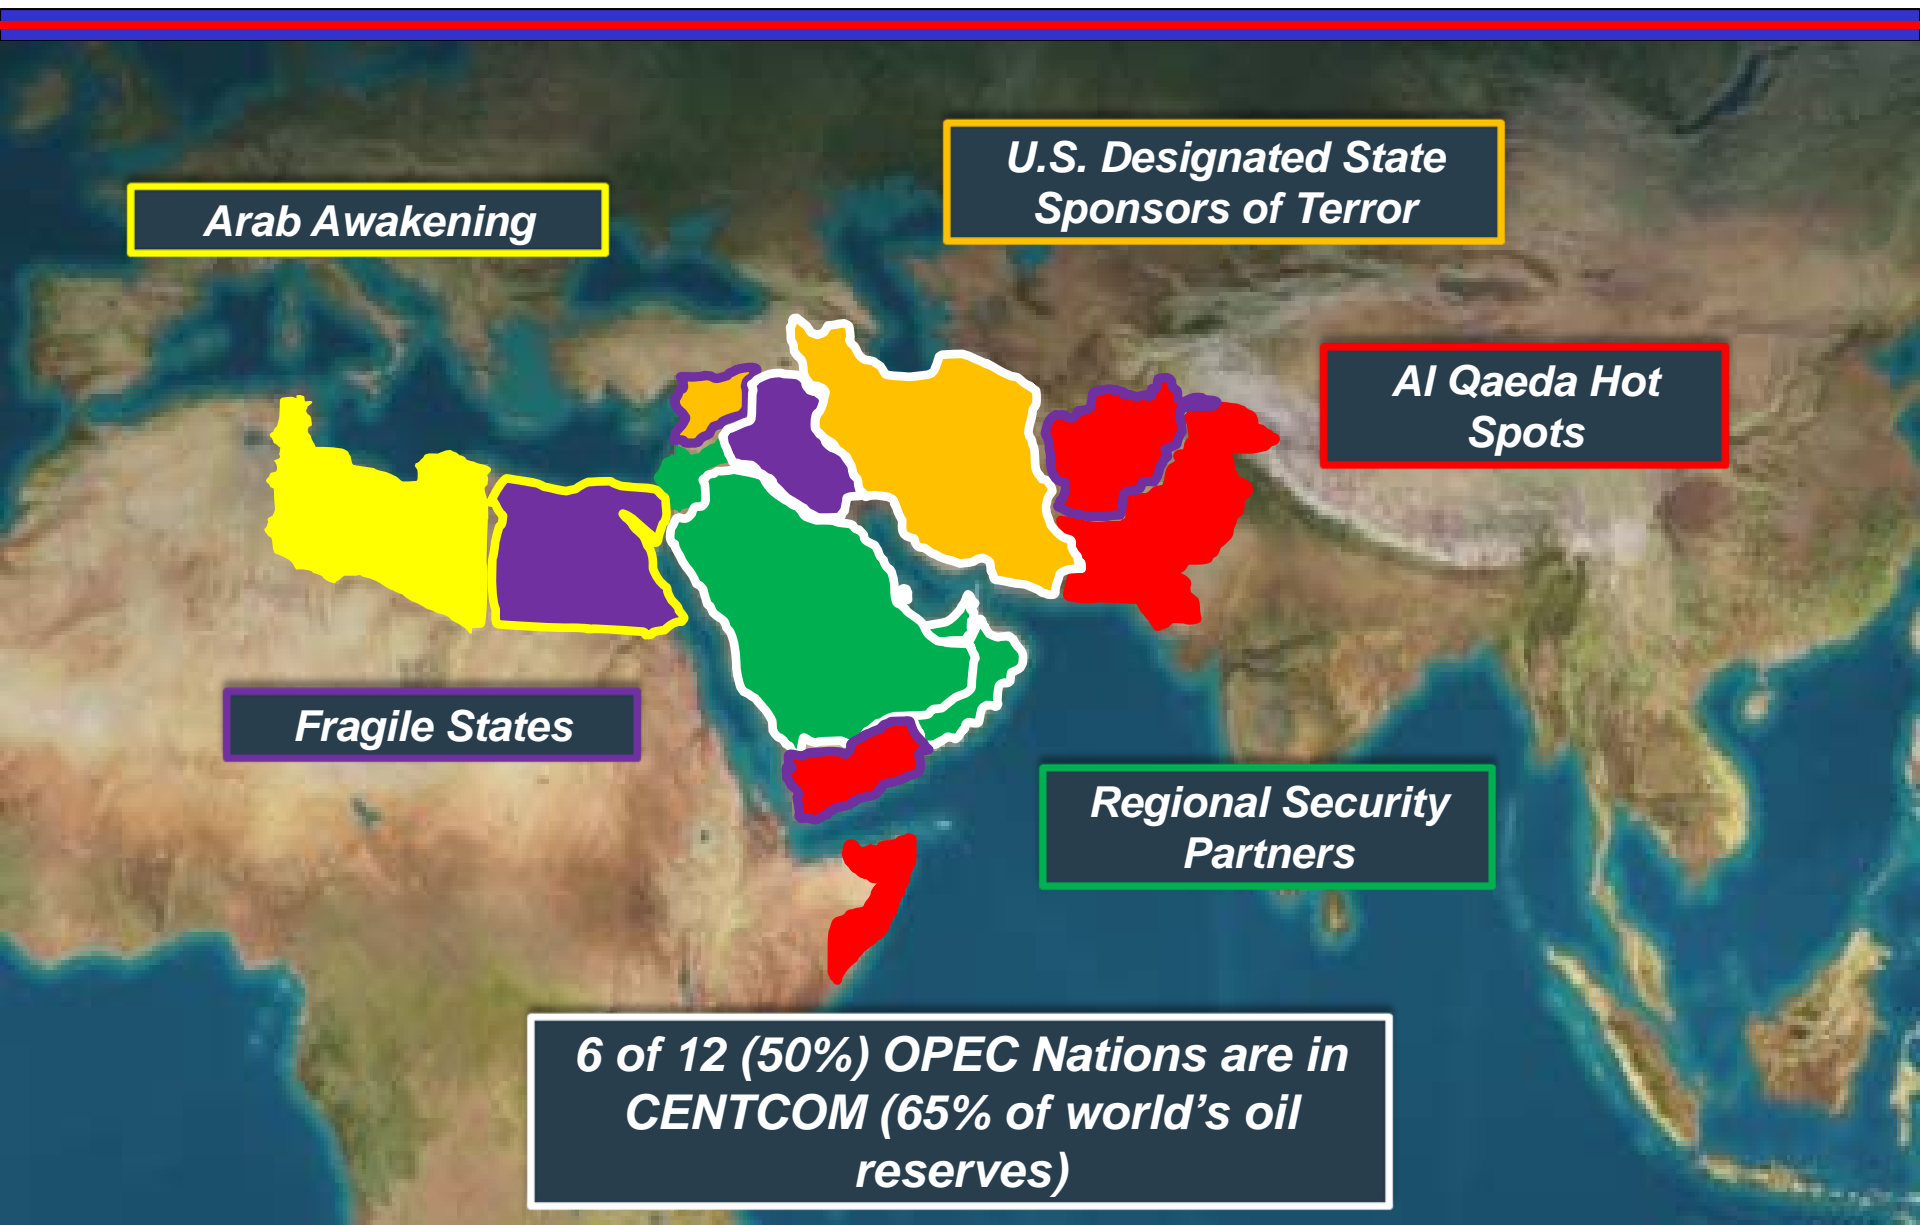 U.S. Designated State
Sponsors of Terror
Arab Awakening
Al Qaeda Hot
Spots
Fragile States
Regional Security
Partners
6 of 12 (50%) OPEC Nations are in
CENTCOM (65% of world's oil
reserves)